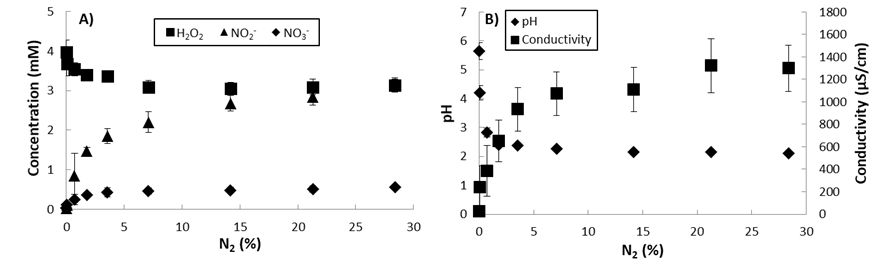 A)
H₂O₂ NO₂⁻ NO₃⁻
Concentration (mM)
5
4
3
2
1
0
0 5 10 15 20 25 30
N₂ (%)
B)
pH
Conductivity
pH
7
6
5
4
3
2
1
0
0 5 10 15 20 25 30
N₂ (%)
1800
1600
1400
1200
1000
800
600
400
200
0
Conductivity (µS/cm)